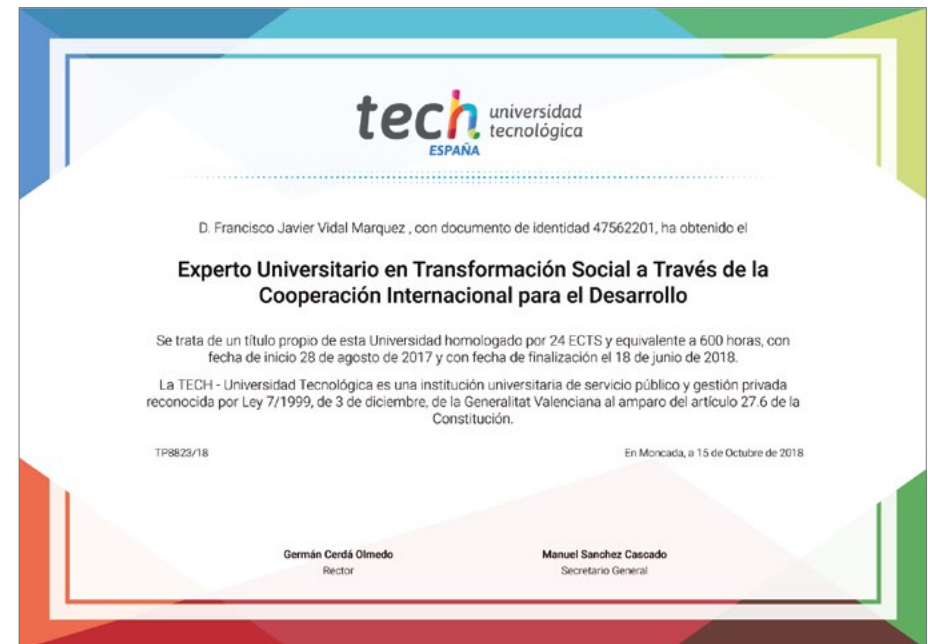 tech universidad
tecnológica
ESPAÑA
D. Francisco Javier Vidal Marquez , con documento de identidad 47562201, ha obtenido el
Experto Universitario en Transformación Social a Través de la
Cooperación Internacional para el Desarrollo
Se trata de un título propio de esta Universidad homologado por 24 ECTS y equivalente a 600 horas, con
fecha de inicio 28 de agosto de 2017 y con fecha de finalización el 18 de junio de 2018.
La TECH - Universidad Tecnológica es una institución universitaria de servicio público y gestión privada
reconocida por Ley 7/1999, de 3 de diciembre, de la Generalitat Valenciana al amparo del artículo 27.6 de la
Constitución.
TP8823/18
En Moncada, a 15 de Octubre de 2018
Germán Cerdá Olmedo
Rector
Manuel Sanchez Cascado
Secretario General